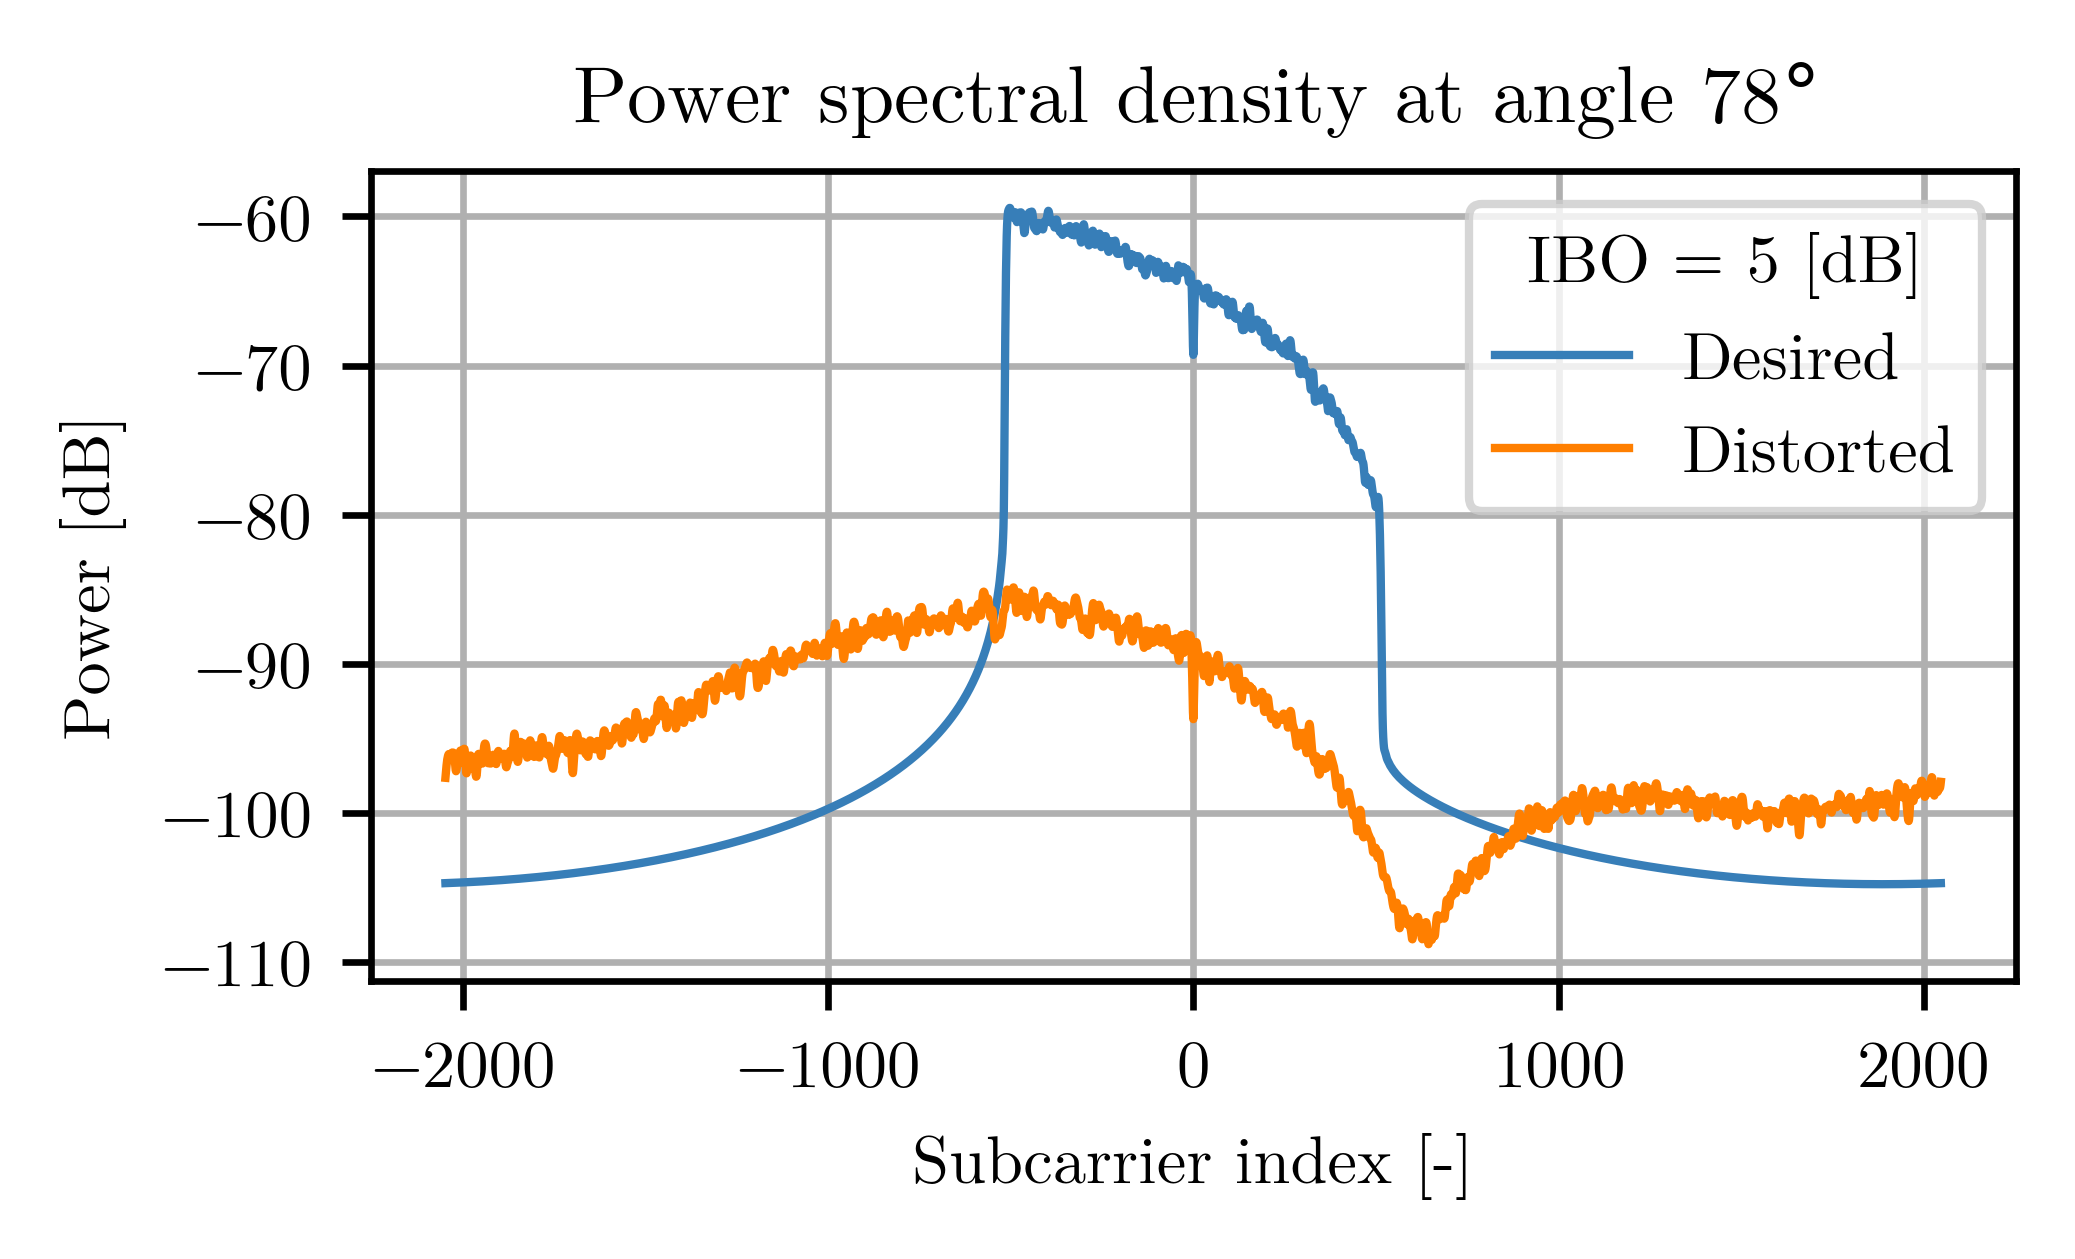 Power spectral density at angle 78°
Power [dB]
−60
−70
−80
−90
−100
−110
IBO = 5 [dB]
Desired
Distorted
−2000
−1000
0
1000
2000
Subcarrier index [-]